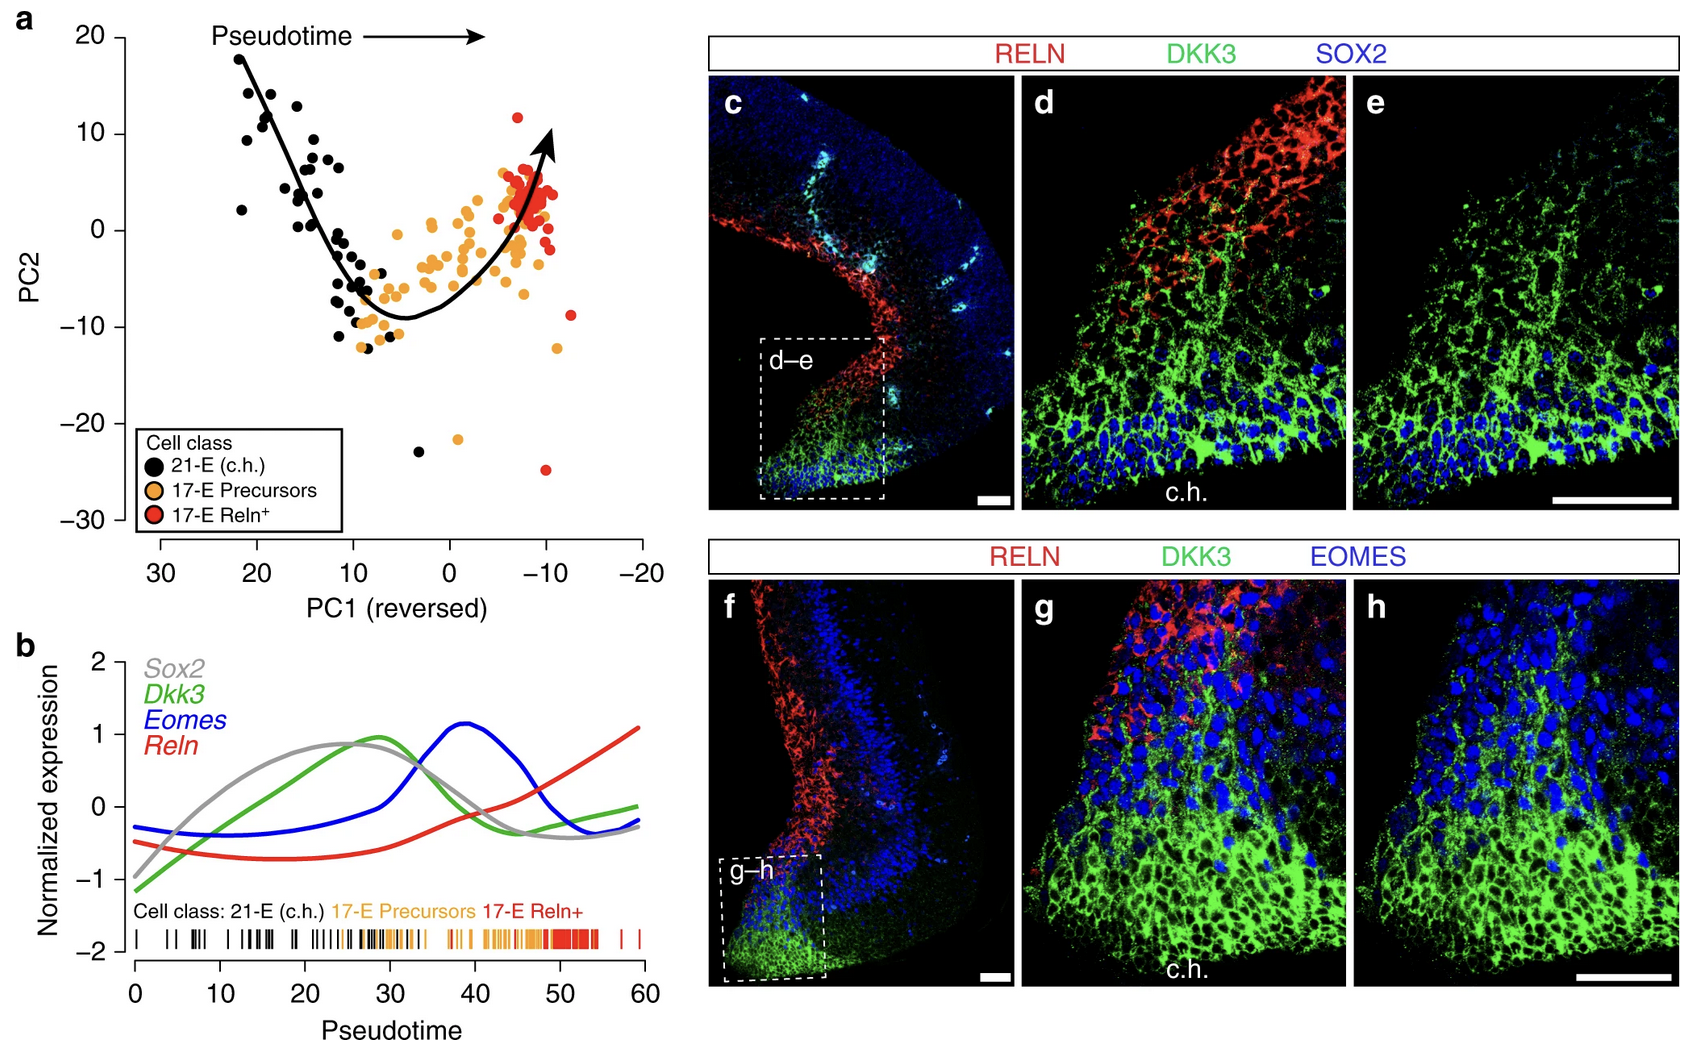 a
Pseudotime
20
10
0
−10
−20
−30
PC2
Cell class
21-E (c.h.)
17-E Precursors
17-E Reln+
30 20 10 0 −10 −20
PC1 (reversed)
b
Sox2
Dkk3
Eomes
Reln
2
1
0
−1
−2
Normalized expression
Cell class: 21-E (c.h.) 17-E Precursors 17-E Reln+
0 10 20 30 40 50 60
Pseudotime
RELN DKK3 SOX2
c d e
d–e
c.h.
RELN DKK3 EOMES
f g h
g–h
c.h.